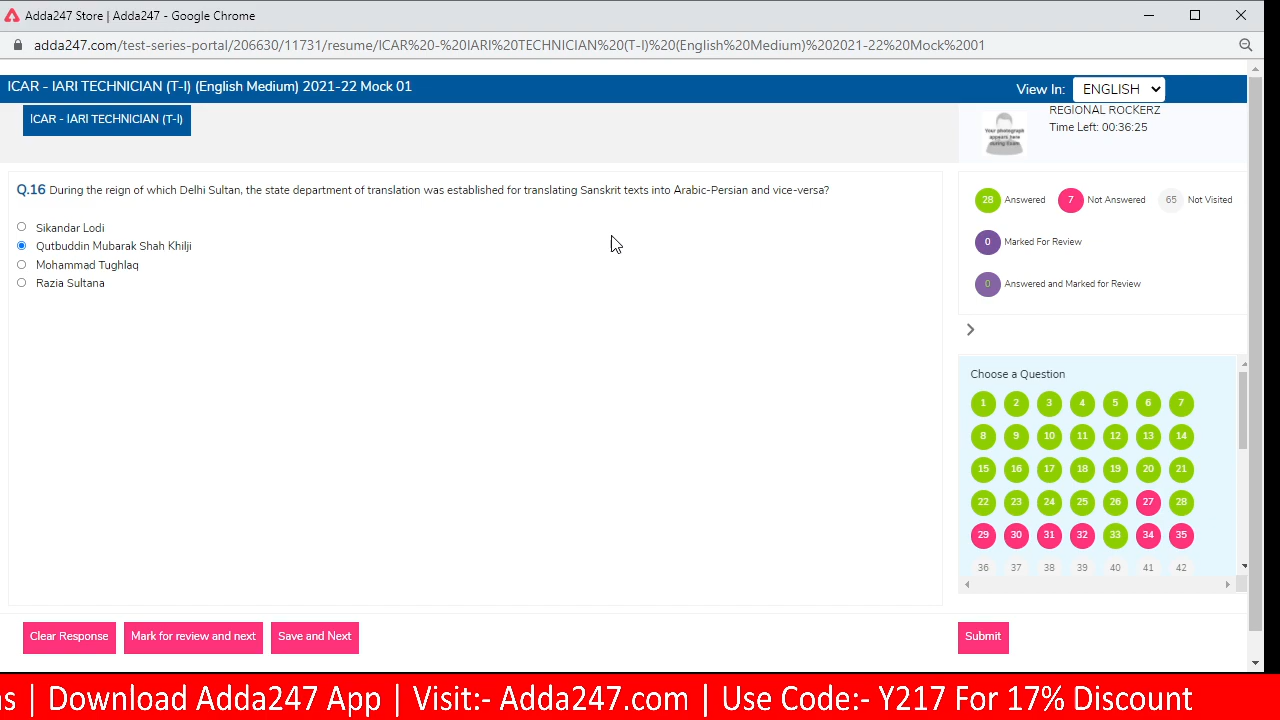 Adda247 Store | Adda247 - Google Chrome
adda247.com/test-series-portal/206630/11731/resume/ICAR%20-%20IARI%20TECHNICIAN%20(T-I)%20(English%20Medium)%202021-22%20Mock%2001
ICAR - IARI TECHNICIAN (T-I) (English Medium) 2021-22 Mock 01
View In: ENGLISH
ICAR - IARI TECHNICIAN (T-I)
Your photograph appears here during Exam
REGIONAL ROCKERZ
Time Left: 00:36:25
Q.16 During the reign of which Delhi Sultan, the state department of translation was established for translating Sanskrit texts into Arabic-Persian and vice-versa?
Sikandar Lodi
Qutbuddin Mubarak Shah Khilji
Mohammad Tughlaq
Razia Sultana
28 Answered 7 Not Answered 65 Not Visited
0 Marked For Review
0 Answered and Marked for Review
Choose a Question
1 2 3 4 5 6 7
8 9 10 11 12 13 14
15 16 17 18 19 20 21
22 23 24 25 26 27 28
29 30 31 32 33 34 35
36 37 38 39 40 41 42
Clear Response Mark for review and next Save and Next Submit
ns | Download Adda247 App | Visit:- Adda247.com | Use Code:- Y217 For 17% Discount